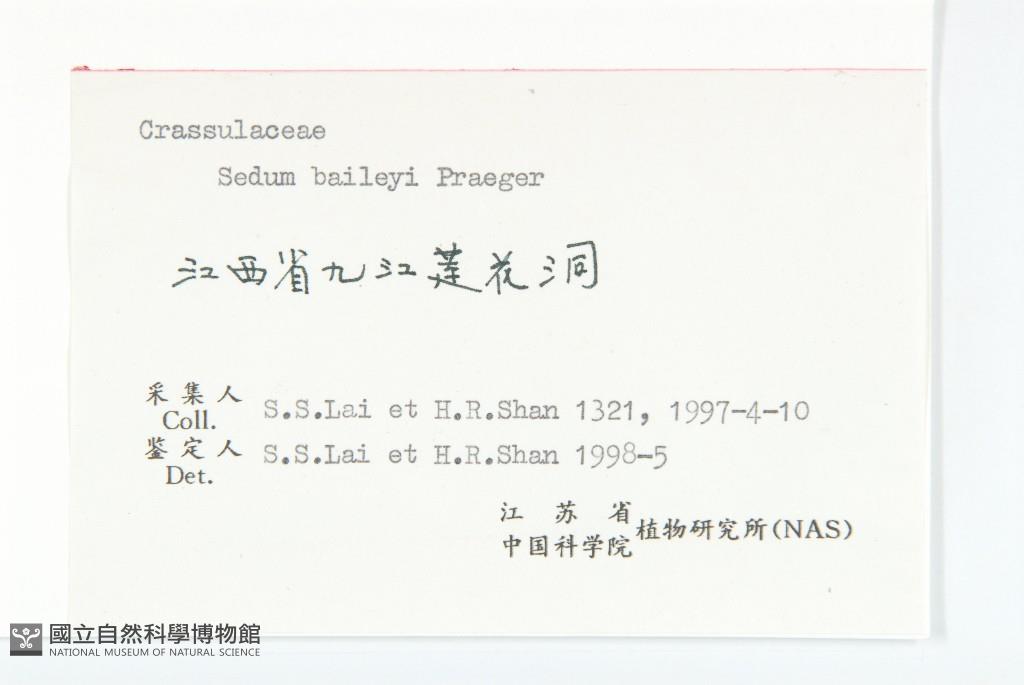 Crassulaceae
Sedum baileyi Praeger
江西省九江莲花洞
采集人
Coll.
S.S.Lai et H.R.Shan 1321, 1997-4-10
鉴定人
Det.
S.S.Lai et H.R.Shan 1998-5
江苏省
中国科学院
植物研究所(NAS)
國立自然科學博物館
NATIONAL MUSEUM OF NATURAL SCIENCE